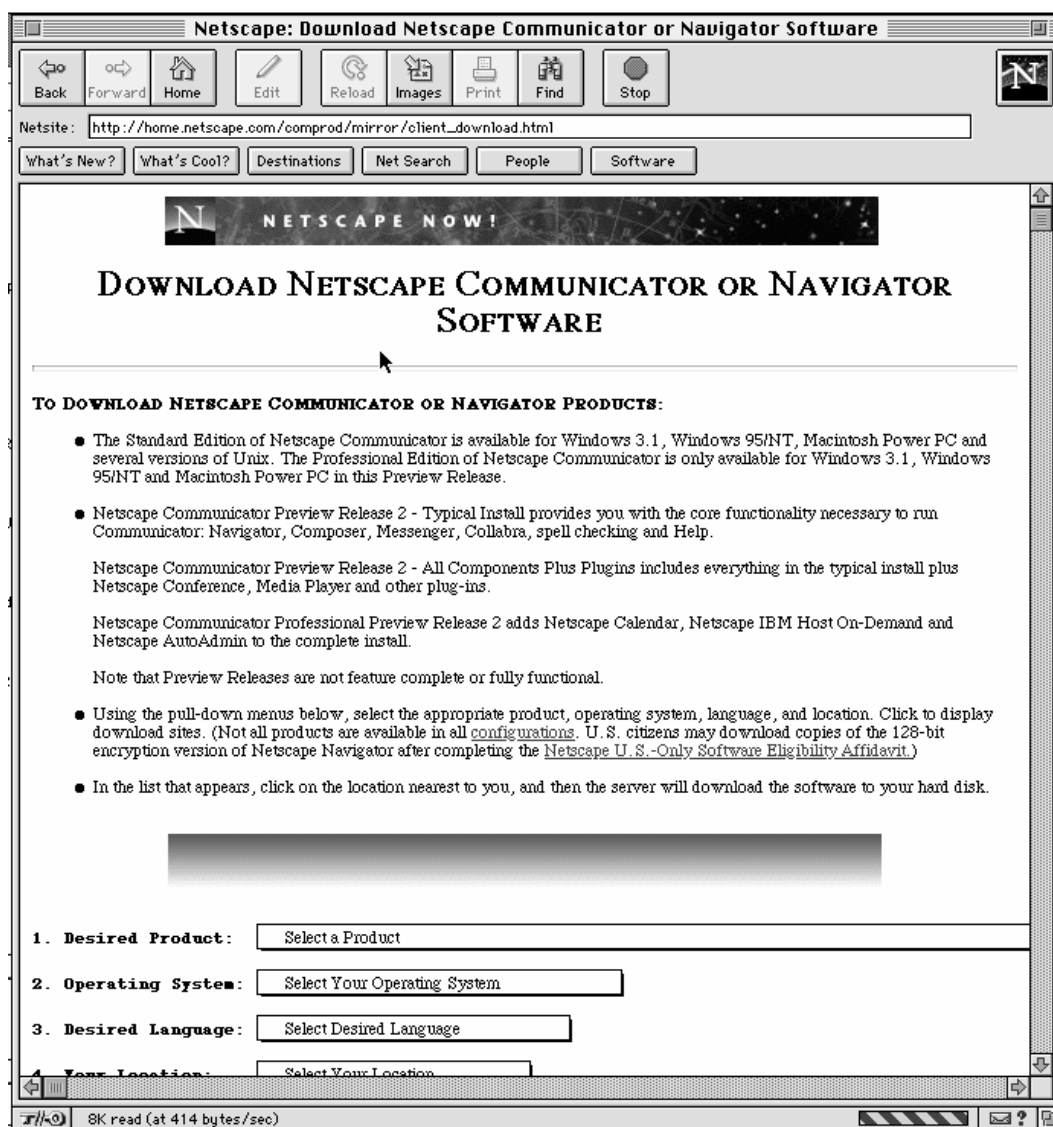 Netscape: Download Netscape Communicator or Navigator Software
Back Forward Home Edit Reload Images Print Find Stop
N
Netsite: http://home.netscape.com/comprod/mirror/client_download.html
What's New? What's Cool? Destinations Net Search People Software
N NETSCAPE NOW!
DOWNLOAD NETSCAPE COMMUNICATOR OR NAVIGATOR
SOFTWARE
TO DOWNLOAD NETSCAPE COMMUNICATOR OR NAVIGATOR PRODUCTS:
● The Standard Edition of Netscape Communicator is available for Windows 3.1, Windows 95/NT, Macintosh Power PC and
several versions of Unix. The Professional Edition of Netscape Communicator is only available for Windows 3.1, Windows
95/NT and Macintosh Power PC in this Preview Release.
● Netscape Communicator Preview Release 2 - Typical Install provides you with the core functionality necessary to run
Communicator: Navigator, Composer, Messenger, Collabra, spell checking and Help.
Netscape Communicator Preview Release 2 - All Components Plus Plugins includes everything in the typical install plus
Netscape Conference, Media Player and other plug-ins.
Netscape Communicator Professional Preview Release 2 adds Netscape Calendar, Netscape IBM Host On-Demand and
Netscape AutoAdmin to the complete install.
Note that Preview Releases are not feature complete or fully functional.
● Using the pull-down menus below, select the appropriate product, operating system, language, and location. Click to display
download sites. (Not all products are available in all configurations. U.S. citizens may download copies of the 128-bit
encryption version of Netscape Navigator after completing the Netscape U.S.-Only Software Eligibility Affidavit.)
● In the list that appears, click on the location nearest to you, and then the server will download the software to your hard disk.
1. Desired Product: Select a Product
2. Operating System: Select Your Operating System
3. Desired Language: Select Desired Language
4. Your Location: Select Your Location
8K read (at 414 bytes/sec)
?